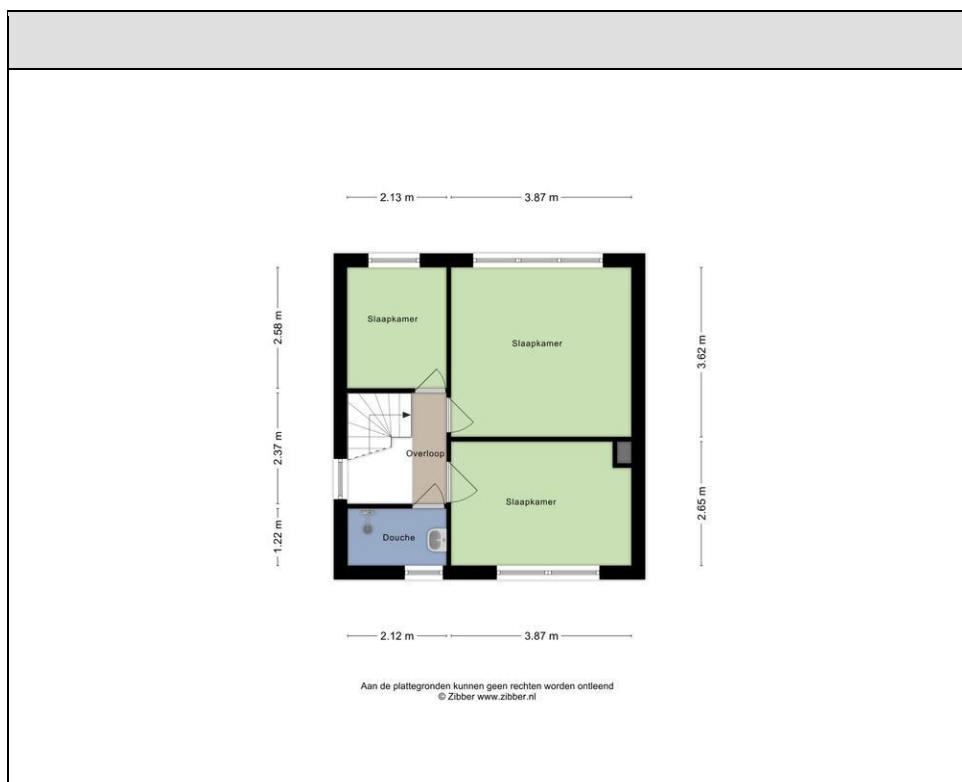 2.13 m
3.87 m
2.58 m
2.37 m
1.22 m
3.62 m
2.65 m
Slaapkamer
Slaapkamer
Overloop
Slaapkamer
Douche
2.12 m
3.87 m
Aan de plattegronden kunnen geen rechten worden ontleend
© Zibber www.zibber.nl